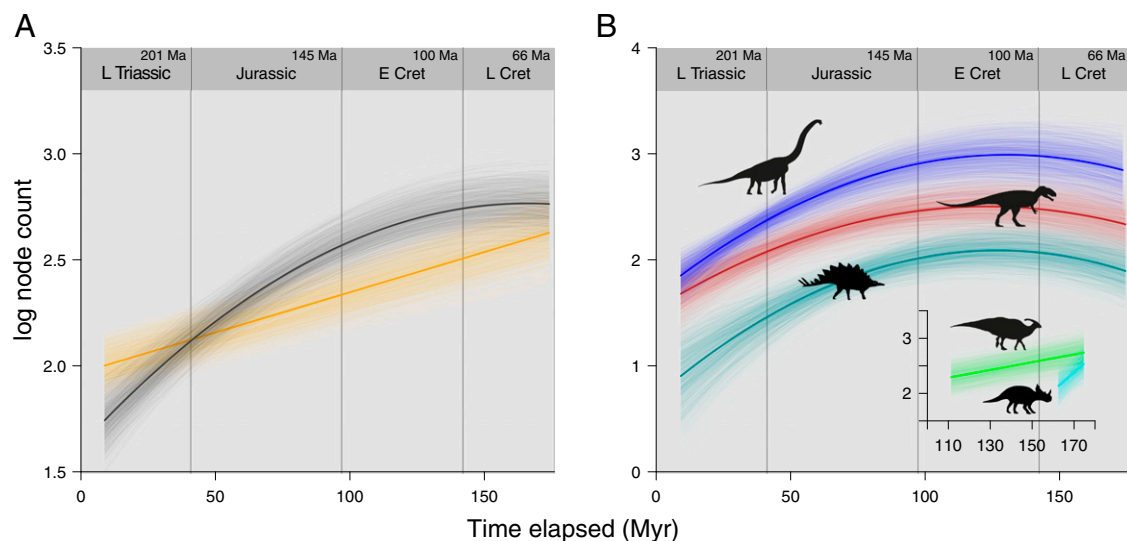 A
B
201 Ma 145 Ma 100 Ma 66 Ma
L Triassic Jurassic E Cret L Cret
201 Ma 145 Ma 100 Ma 66 Ma
L Triassic Jurassic E Cret L Cret
log node count
3.5
3.0
2.5
2.0
1.5
0 50 100 150
4
3
2
1
0
0 50 100 150
3
2
110 130 150 170
Time elapsed (Myr)